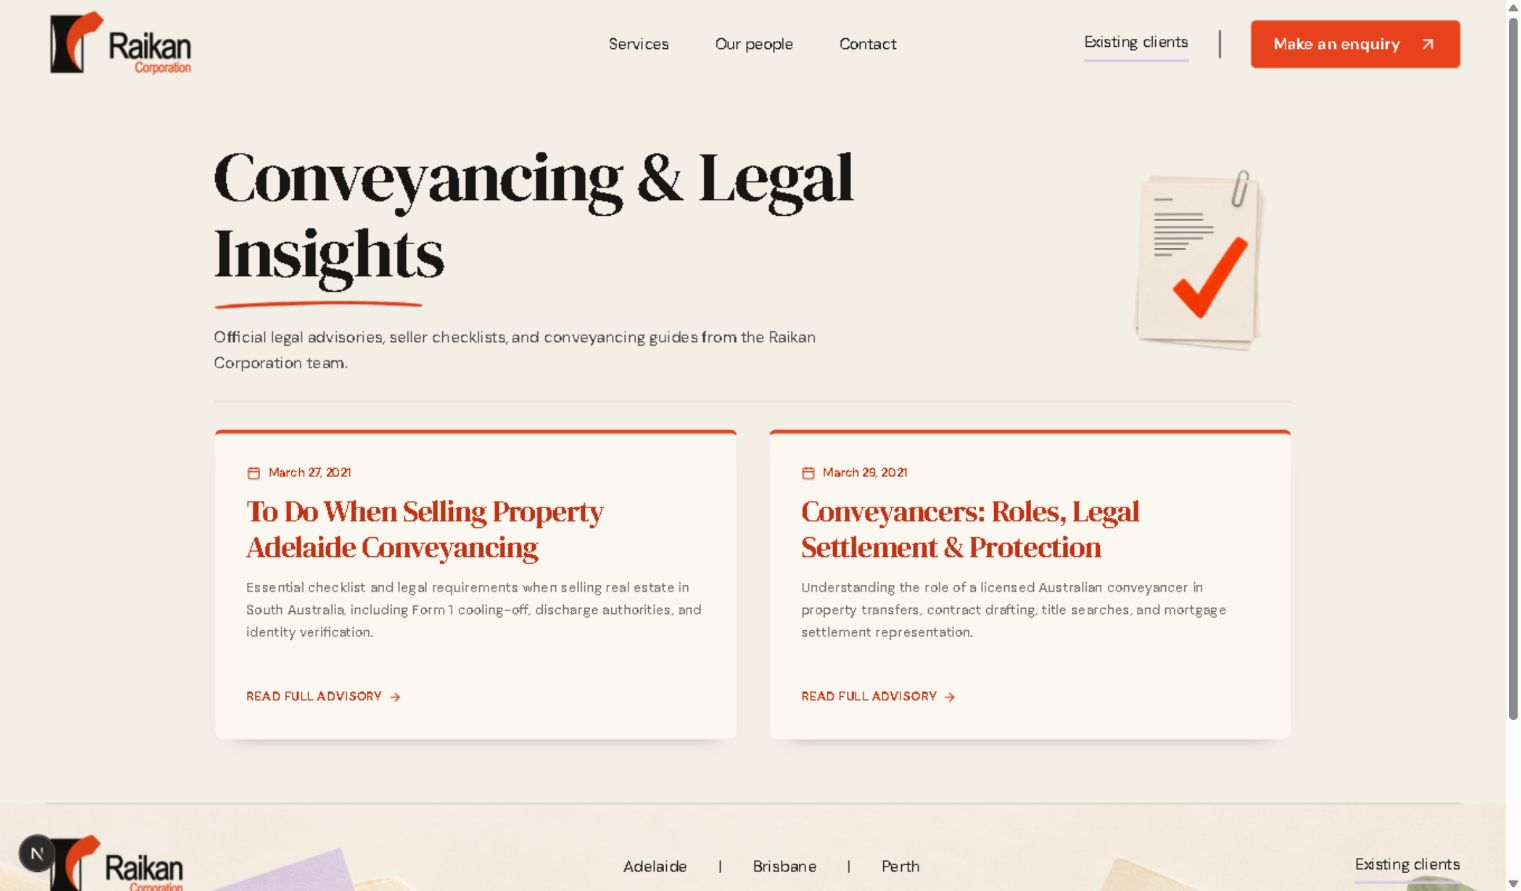 Raikan
Corporation
Services
Our people
Contact
Existing clients
Make an enquiry
Conveyancing & Legal
Insights
Official legal advisories, seller checklists, and conveyancing guides from the Raikan
Corporation team.
March 27, 2021
To Do When Selling Property
Adelaide Conveyancing
Essential checklist and legal requirements when selling real estate in
South Australia, including Form 1 cooling-off, discharge authorities, and
identity verification.
READ FULL ADVISORY →
March 29, 2021
Conveyancers: Roles, Legal
Settlement & Protection
Understanding the role of a licensed Australian conveyancer in
property transfers, contract drafting, title searches, and mortgage
settlement representation.
READ FULL ADVISORY →
N
Raikan
Corporation
Adelaide | Brisbane | Perth
Existing clients